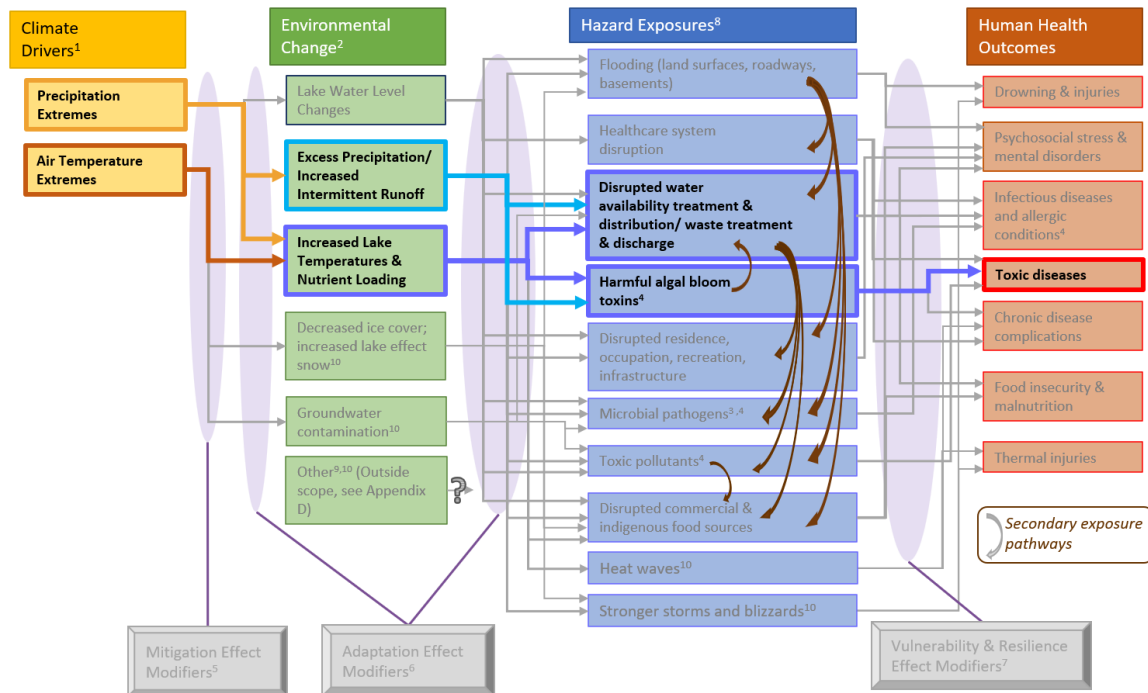 Climate
Drivers¹
Environmental
Change²
Hazard Exposures⁸
Human Health
Outcomes
Precipitation
Extremes
Air Temperature
Extremes
Lake Water Level
Changes
Excess Precipitation/
Increased
Intermittent Runoff
Increased Lake
Temperatures &
Nutrient Loading
Decreased ice cover;
increased lake effect
snow¹⁰
Groundwater
contamination¹⁰
Other⁹,¹⁰ (Outside
scope, see Appendix
D)
?
Flooding (land surfaces, roadways,
basements)
Healthcare system
disruption
Disrupted water
availability treatment &
distribution/ waste treatment
& discharge
Harmful algal bloom
toxins⁴
Disrupted residence,
occupation, recreation,
infrastructure
Microbial pathogens³,⁴
Toxic pollutants⁴
Disrupted commercial &
indigenous food sources
Heat waves¹⁰
Stronger storms and blizzards¹⁰
Drowning & injuries
Psychosocial stress &
mental disorders
Infectious diseases
and allergic
conditions⁴
Toxic diseases
Chronic disease
complications
Food insecurity &
malnutrition
Thermal injuries
Secondary exposure
pathways
Mitigation Effect
Modifiers⁵
Adaptation Effect
Modifiers⁶
Vulnerability & Resilience
Effect Modifiers⁷